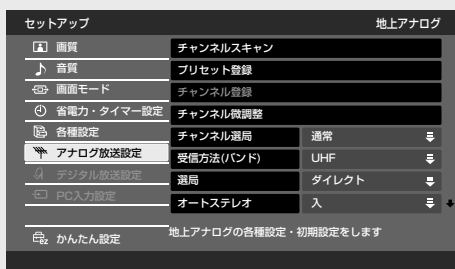 セットアップ 地上アナログ
画質
音質
画面モード
省電力・タイマー設定
各種設定
アナログ放送設定
デジタル放送設定
PC入力設定
かんたん設定
チャンネルスキャン
プリセット登録
チャンネル登録
チャンネル微調整
チャンネル選局 通常
受信方法(バンド) UHF
選局 ダイレクト
オートステレオ 入
地上アナログの各種設定・初期設定をします